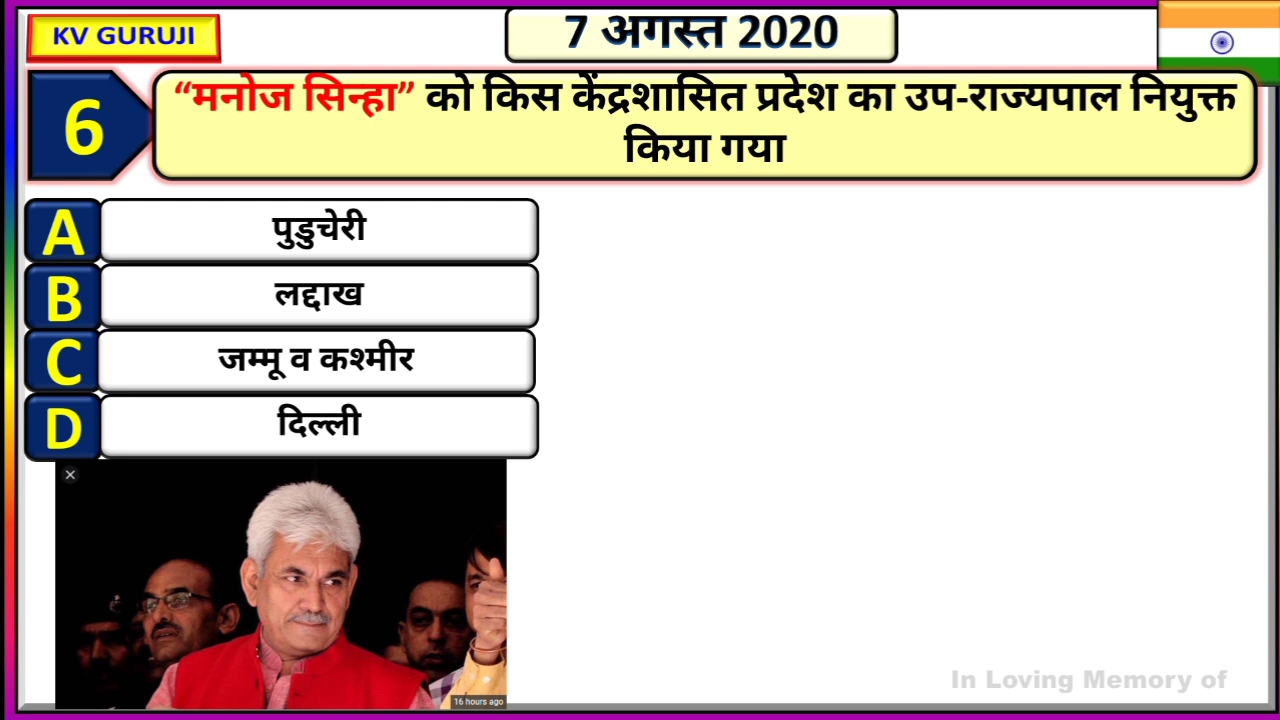 KV GURUJI
7 अगस्त 2020
6
“मनोज सिन्हा” को किस केंद्रशासित प्रदेश का उप-राज्यपाल नियुक्त
किया गया
A पुडुचेरी
B लद्दाख
C जम्मू व कश्मीर
D दिल्ली
16 hours ago
In Loving Memory of